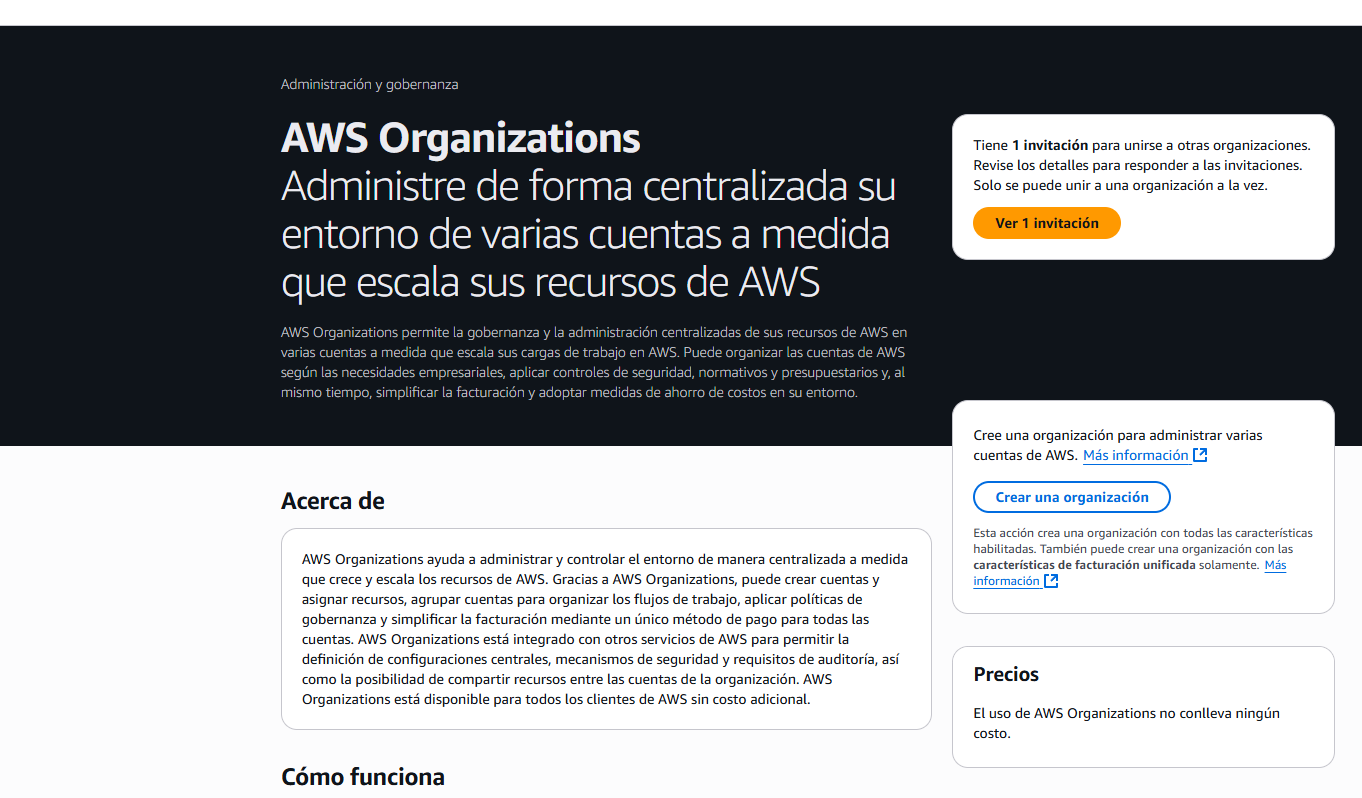 Administración y gobernanza
AWS Organizations
Administre de forma centralizada su
entorno de varias cuentas a medida
que escala sus recursos de AWS
AWS Organizations permite la gobernanza y la administración centralizadas de sus recursos de AWS en
varias cuentas a medida que escala sus cargas de trabajo en AWS. Puede organizar las cuentas de AWS
según las necesidades empresariales, aplicar controles de seguridad, normativos y presupuestarios y, al
mismo tiempo, simplificar la facturación y adoptar medidas de ahorro de costos en su entorno.
Tiene 1 invitación para unirse a otras organizaciones.
Revise los detalles para responder a las invitaciones.
Solo se puede unir a una organización a la vez.
Ver 1 invitación
Cree una organización para administrar varias
cuentas de AWS. Más información
Crear una organización
Esta acción crea una organización con todas las características
habilitadas. También puede crear una organización con las
características de facturación unificada solamente. Más
información
Acerca de
AWS Organizations ayuda a administrar y controlar el entorno de manera centralizada a medida
que crece y escala los recursos de AWS. Gracias a AWS Organizations, puede crear cuentas y
asignar recursos, agrupar cuentas para organizar los flujos de trabajo, aplicar políticas de
gobernanza y simplificar la facturación mediante un único método de pago para todas las
cuentas. AWS Organizations está integrado con otros servicios de AWS para permitir la
definición de configuraciones centrales, mecanismos de seguridad y requisitos de auditoría, así
como la posibilidad de compartir recursos entre las cuentas de la organización. AWS
Organizations está disponible para todos los clientes de AWS sin costo adicional.
Precios
El uso de AWS Organizations no conlleva ningún
costo.
Cómo funciona